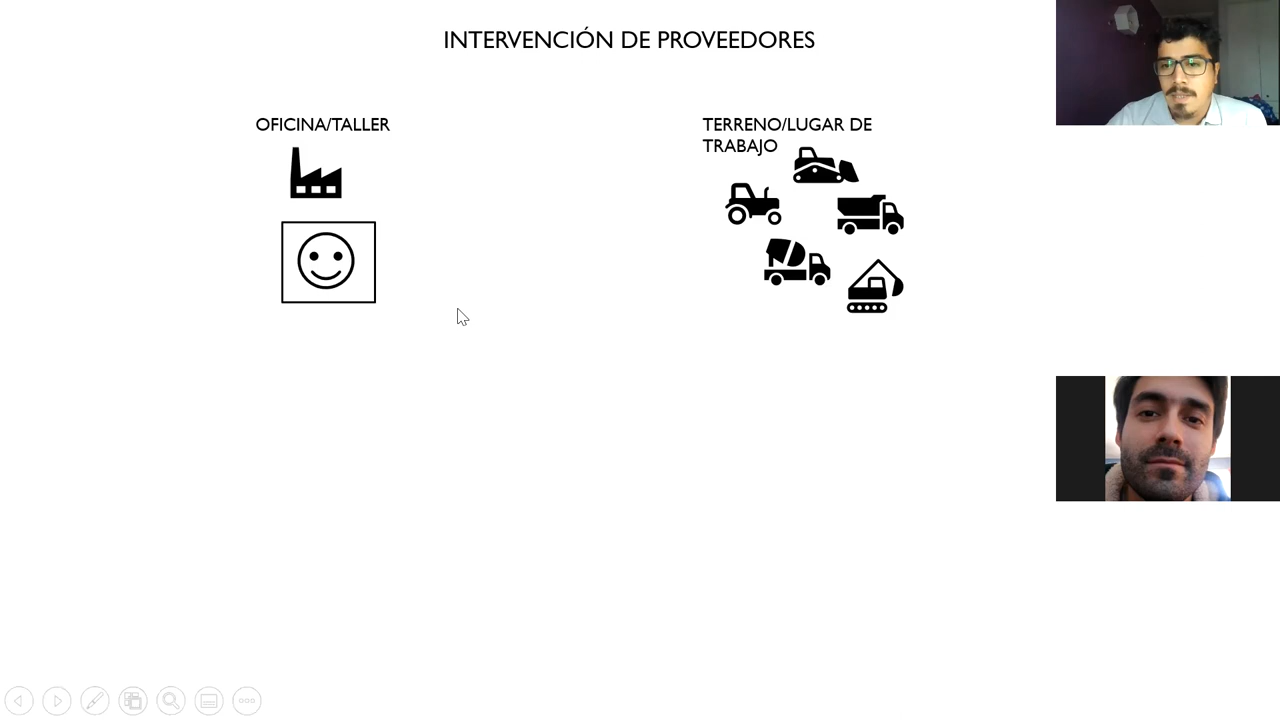 INTERVENCIÓN DE PROVEEDORES
OFICINA/TALLER
TERRENO/LUGAR DE
TRABAJO